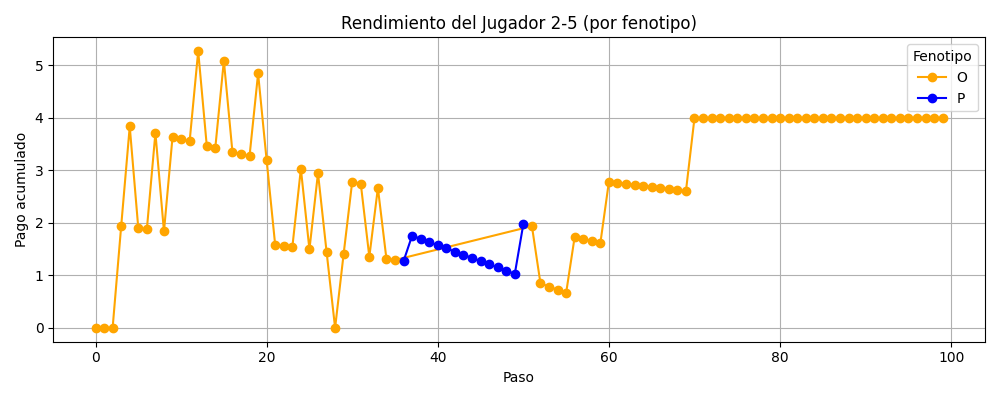 Rendimiento del Jugador 2-5 (por fenotipo)
Pago acumulado
5
4
3
2
1
0
Fenotipo
O
P
0
20
40
60
80
100
Paso